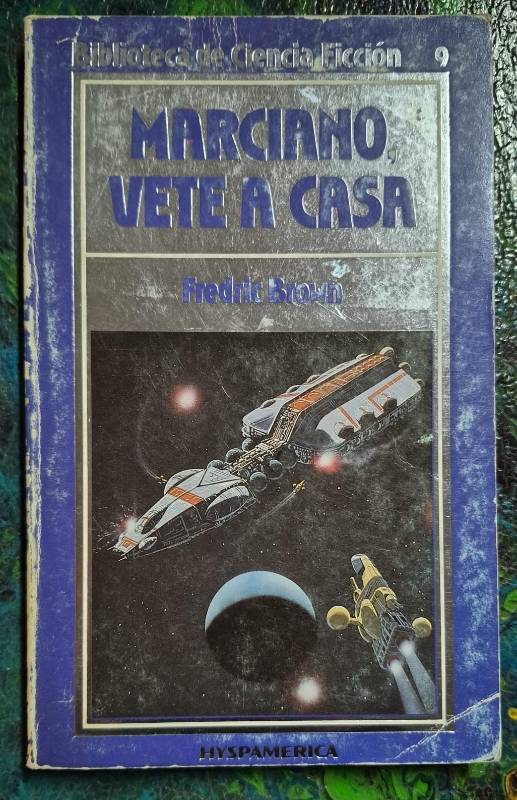 Biblioteca de Ciencia Ficción 9
MARCIANO,
VETE A CASA
Fredric Brown
HYSPAMERICA